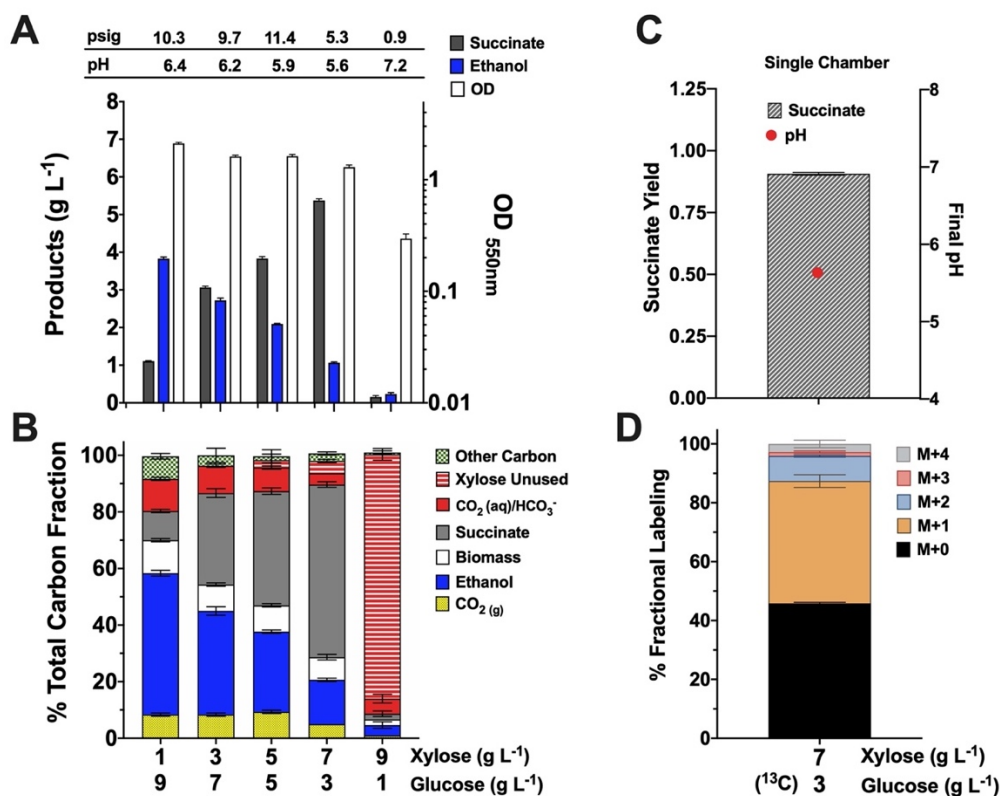 A
psig 10.3 9.7 11.4 5.3 0.9
pH 6.4 6.2 5.9 5.6 7.2
Succinate
Ethanol
OD
Products (g L⁻¹)
8
7
6
5
4
3
2
1
0
1
0.1
0.01
OD 550nm
B
% Total Carbon Fraction
100
80
60
40
20
0
Other Carbon
Xylose Unused
CO₂ (aq)/HCO₃⁻
Succinate
Biomass
Ethanol
CO₂ (g)
1 3 5 7 9 Xylose (g L⁻¹)
9 7 5 3 1 Glucose (g L⁻¹)
C
Single Chamber
Succinate Yield
1.25
1.00
0.75
0.50
0.25
0.00
Succinate
pH
8
7
6
5
4
Final pH
D
% Fractional Labeling
100
80
60
40
20
0
M+4
M+3
M+2
M+1
M+0
7 Xylose (g L⁻¹)
(¹³C) 3 Glucose (g L⁻¹)